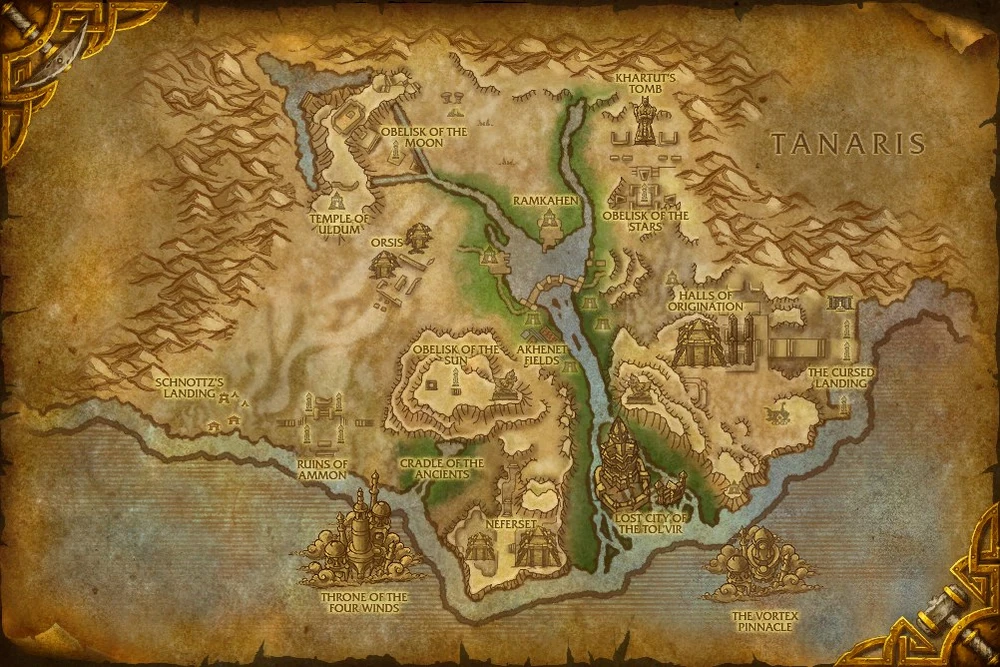 KHARTUT'S
TOMB
TANARIS
OBELISK OF THE
MOON
RAMKAHEN
TEMPLE OF
ULDUM
OBELISK OF THE
STARS
ORSIS
HALLS OF
ORIGINATION
OBELISK OF THE
SUN
AKHENET
FIELDS
THE CURSED
LANDING
SCHNOTTZ'S
LANDING
RUINS OF
AMMON
CRADLE OF THE
ANCIENTS
NEFERSET
LOST CITY OF
THE TOL'VIR
THRONE OF THE
FOUR WINDS
THE VORTEX
PINNACLE